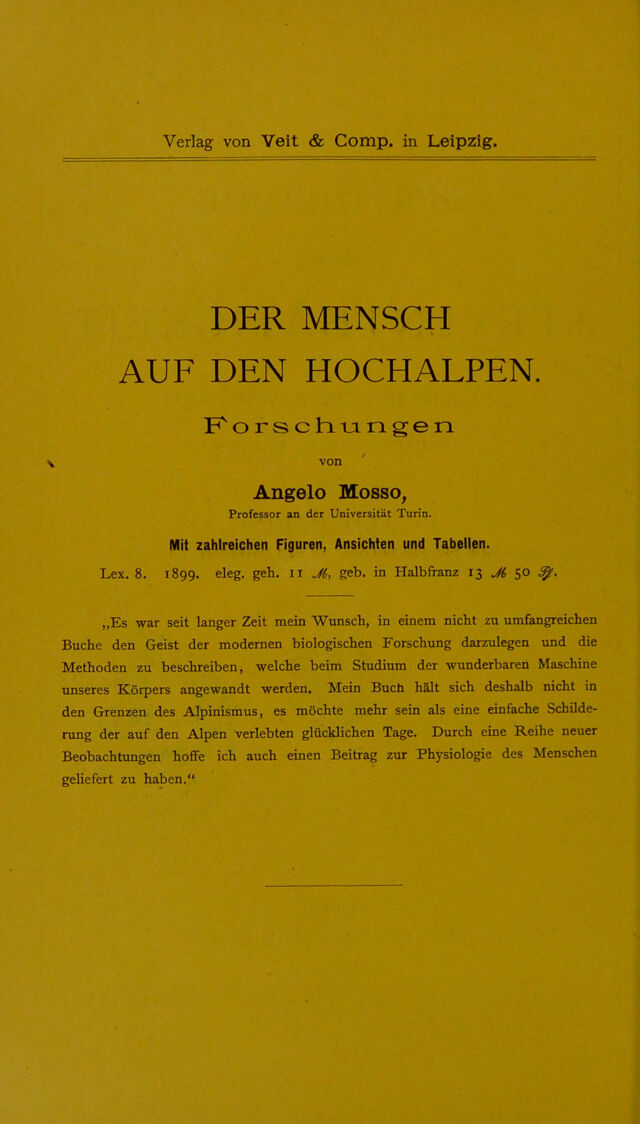 Verlag von Veit & Comp. in Leipzig.
DER MENSCH
AUF DEN HOCHALPEN.
Forschungen
von
Angelo Mosso,
Professor an der Universität Turin.
Mit zahlreichen Figuren, Ansichten und Tabellen.
Lex. 8. 1899. eleg. geh. 11 ℳ, geb. in Halbfranz 13 ℳ 50 ₰.
„Es war seit langer Zeit mein Wunsch, in einem nicht zu umfangreichen
Buche den Geist der modernen biologischen Forschung darzulegen und die
Methoden zu beschreiben, welche beim Studium der wunderbaren Maschine
unseres Körpers angewandt werden. Mein Buch hält sich deshalb nicht in
den Grenzen des Alpinismus, es möchte mehr sein als eine einfache Schilde-
rung der auf den Alpen verlebten glücklichen Tage. Durch eine Reihe neuer
Beobachtungen hoffe ich auch einen Beitrag zur Physiologie des Menschen
geliefert zu haben.“